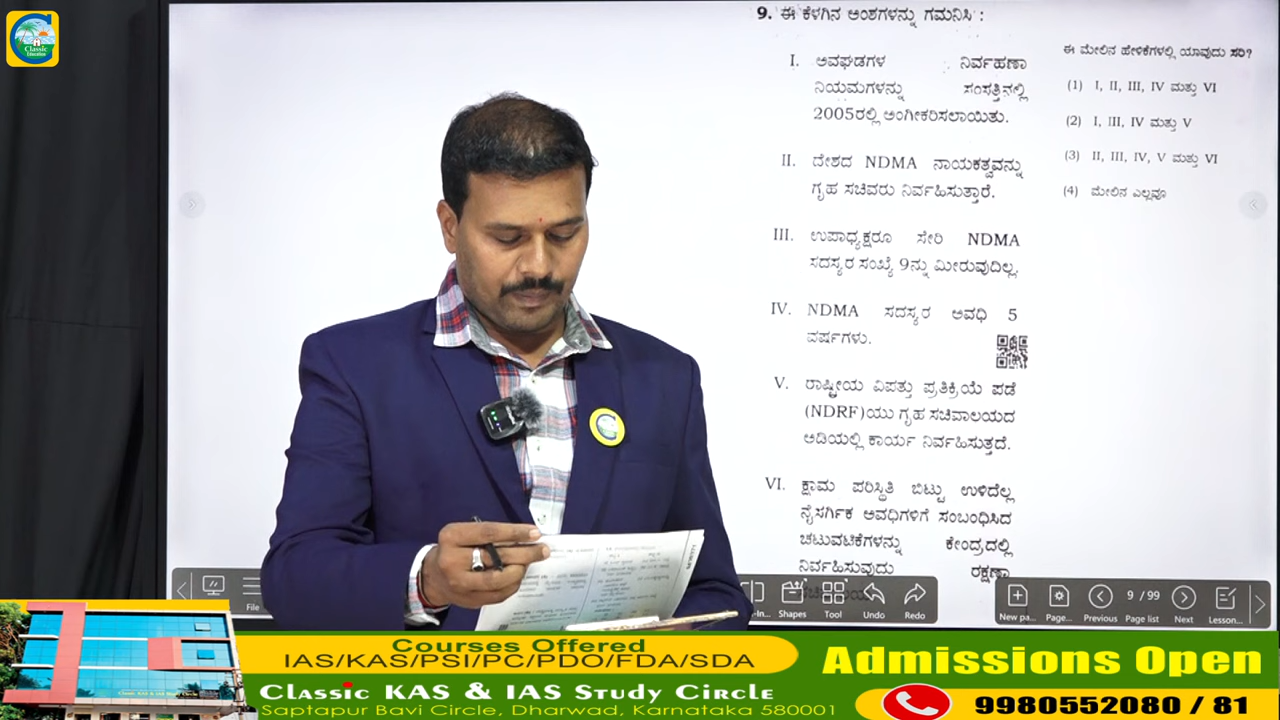 Classic
Education
9. ಈ ಕೆಳಗಿನ ಅಂಶಗಳನ್ನು ಗಮನಿಸಿ :
I. ಅವಘಡಗಳ ನಿರ್ವಹಣಾ
ನಿಯಮಗಳನ್ನು ಸಂಸತ್ತಿನಲ್ಲಿ
2005ರಲ್ಲಿ ಅಂಗೀಕರಿಸಲಾಯಿತು.
II. ದೇಶದ NDMA ನಾಯಕತ್ವವನ್ನು
ಗೃಹ ಸಚಿವರು ನಿರ್ವಹಿಸುತ್ತಾರೆ.
III. ಉಪಾಧ್ಯಕ್ಷರೂ ಸೇರಿ NDMA
ಸದಸ್ಯರ ಸಂಖ್ಯೆ 9ನ್ನು ಮೀರುವುದಿಲ್ಲ.
IV. NDMA ಸದಸ್ಯರ ಅವಧಿ 5
ವರ್ಷಗಳು.
V. ರಾಷ್ಟ್ರೀಯ ವಿಪತ್ತು ಪ್ರತಿಕ್ರಿಯೆ ಪಡೆ
(NDRF)ಯು ಗೃಹ ಸಚಿವಾಲಯದ
ಅಡಿಯಲ್ಲಿ ಕಾರ್ಯ ನಿರ್ವಹಿಸುತ್ತದೆ.
VI. ಕ್ಷಾಮ ಪರಿಸ್ಥಿತಿ ಬಿಟ್ಟು ಉಳಿದೆಲ್ಲ
ನೈಸರ್ಗಿಕ ಅವಧಿಗಳಿಗೆ ಸಂಬಂಧಿಸಿದ
ಚಟುವಟಿಕೆಗಳನ್ನು ಕೇಂದ್ರದಲ್ಲಿ
ನಿರ್ವಹಿಸುವುದು ರಕ್ಷಣಾ
ಈ ಮೇಲಿನ ಹೇಳಿಕೆಗಳಲ್ಲಿ ಯಾವುದು ಸರಿ?
(1) I, II, III, IV ಮತ್ತು VI
(2) I, III, IV ಮತ್ತು V
(3) II, III, IV, V ಮತ್ತು VI
(4) ಮೇಲಿನ ಎಲ್ಲವೂ
File
Shapes
Tool
Undo
Redo
New pa...
Page...
Previous
9 / 99
Page list
Next
Lesson...
Courses Offered
IAS/KAS/PSI/PC/PDO/FDA/SDA
Classic KAS & IAS Study Circle
Saptapur Bavi Circle, Dharwad, Karnataka 580001
Admissions Open
9980552080 / 81